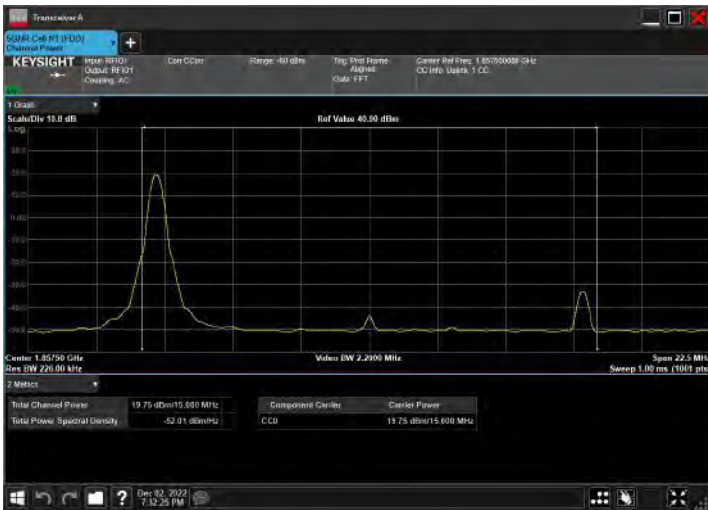 Transceiver A
5GNR Cell N1 (FDD)
Channel Power
KEYSIGHT
Input: RFIO1
Output: RFIO1
Coupling: AC
Corr CCorr
Range: -60 dBm
Trig: Prot Frame
Aligned
Gate: FFT
Carrier Ref Freq: 1.857500000 GHz
CC Info: Uplink, 1 CC
1 Graph
Scale/Div 10.0 dB
Ref Value 40.00 dBm
Log
Center 1.85750 GHz
Video BW 2.2000 MHz
Span 22.5 MHz
Res BW 220.00 kHz
Sweep 1.00 ms (1001 pts)
2 Metrics
Total Channel Power
19.75 dBm/15.000 MHz
Total Power Spectral Density
-52.01 dBm/Hz
Component Carrier
Carrier Power
CC0
19.75 dBm/15.000 MHz
?
Dec 02, 2022
7:32:25 PM